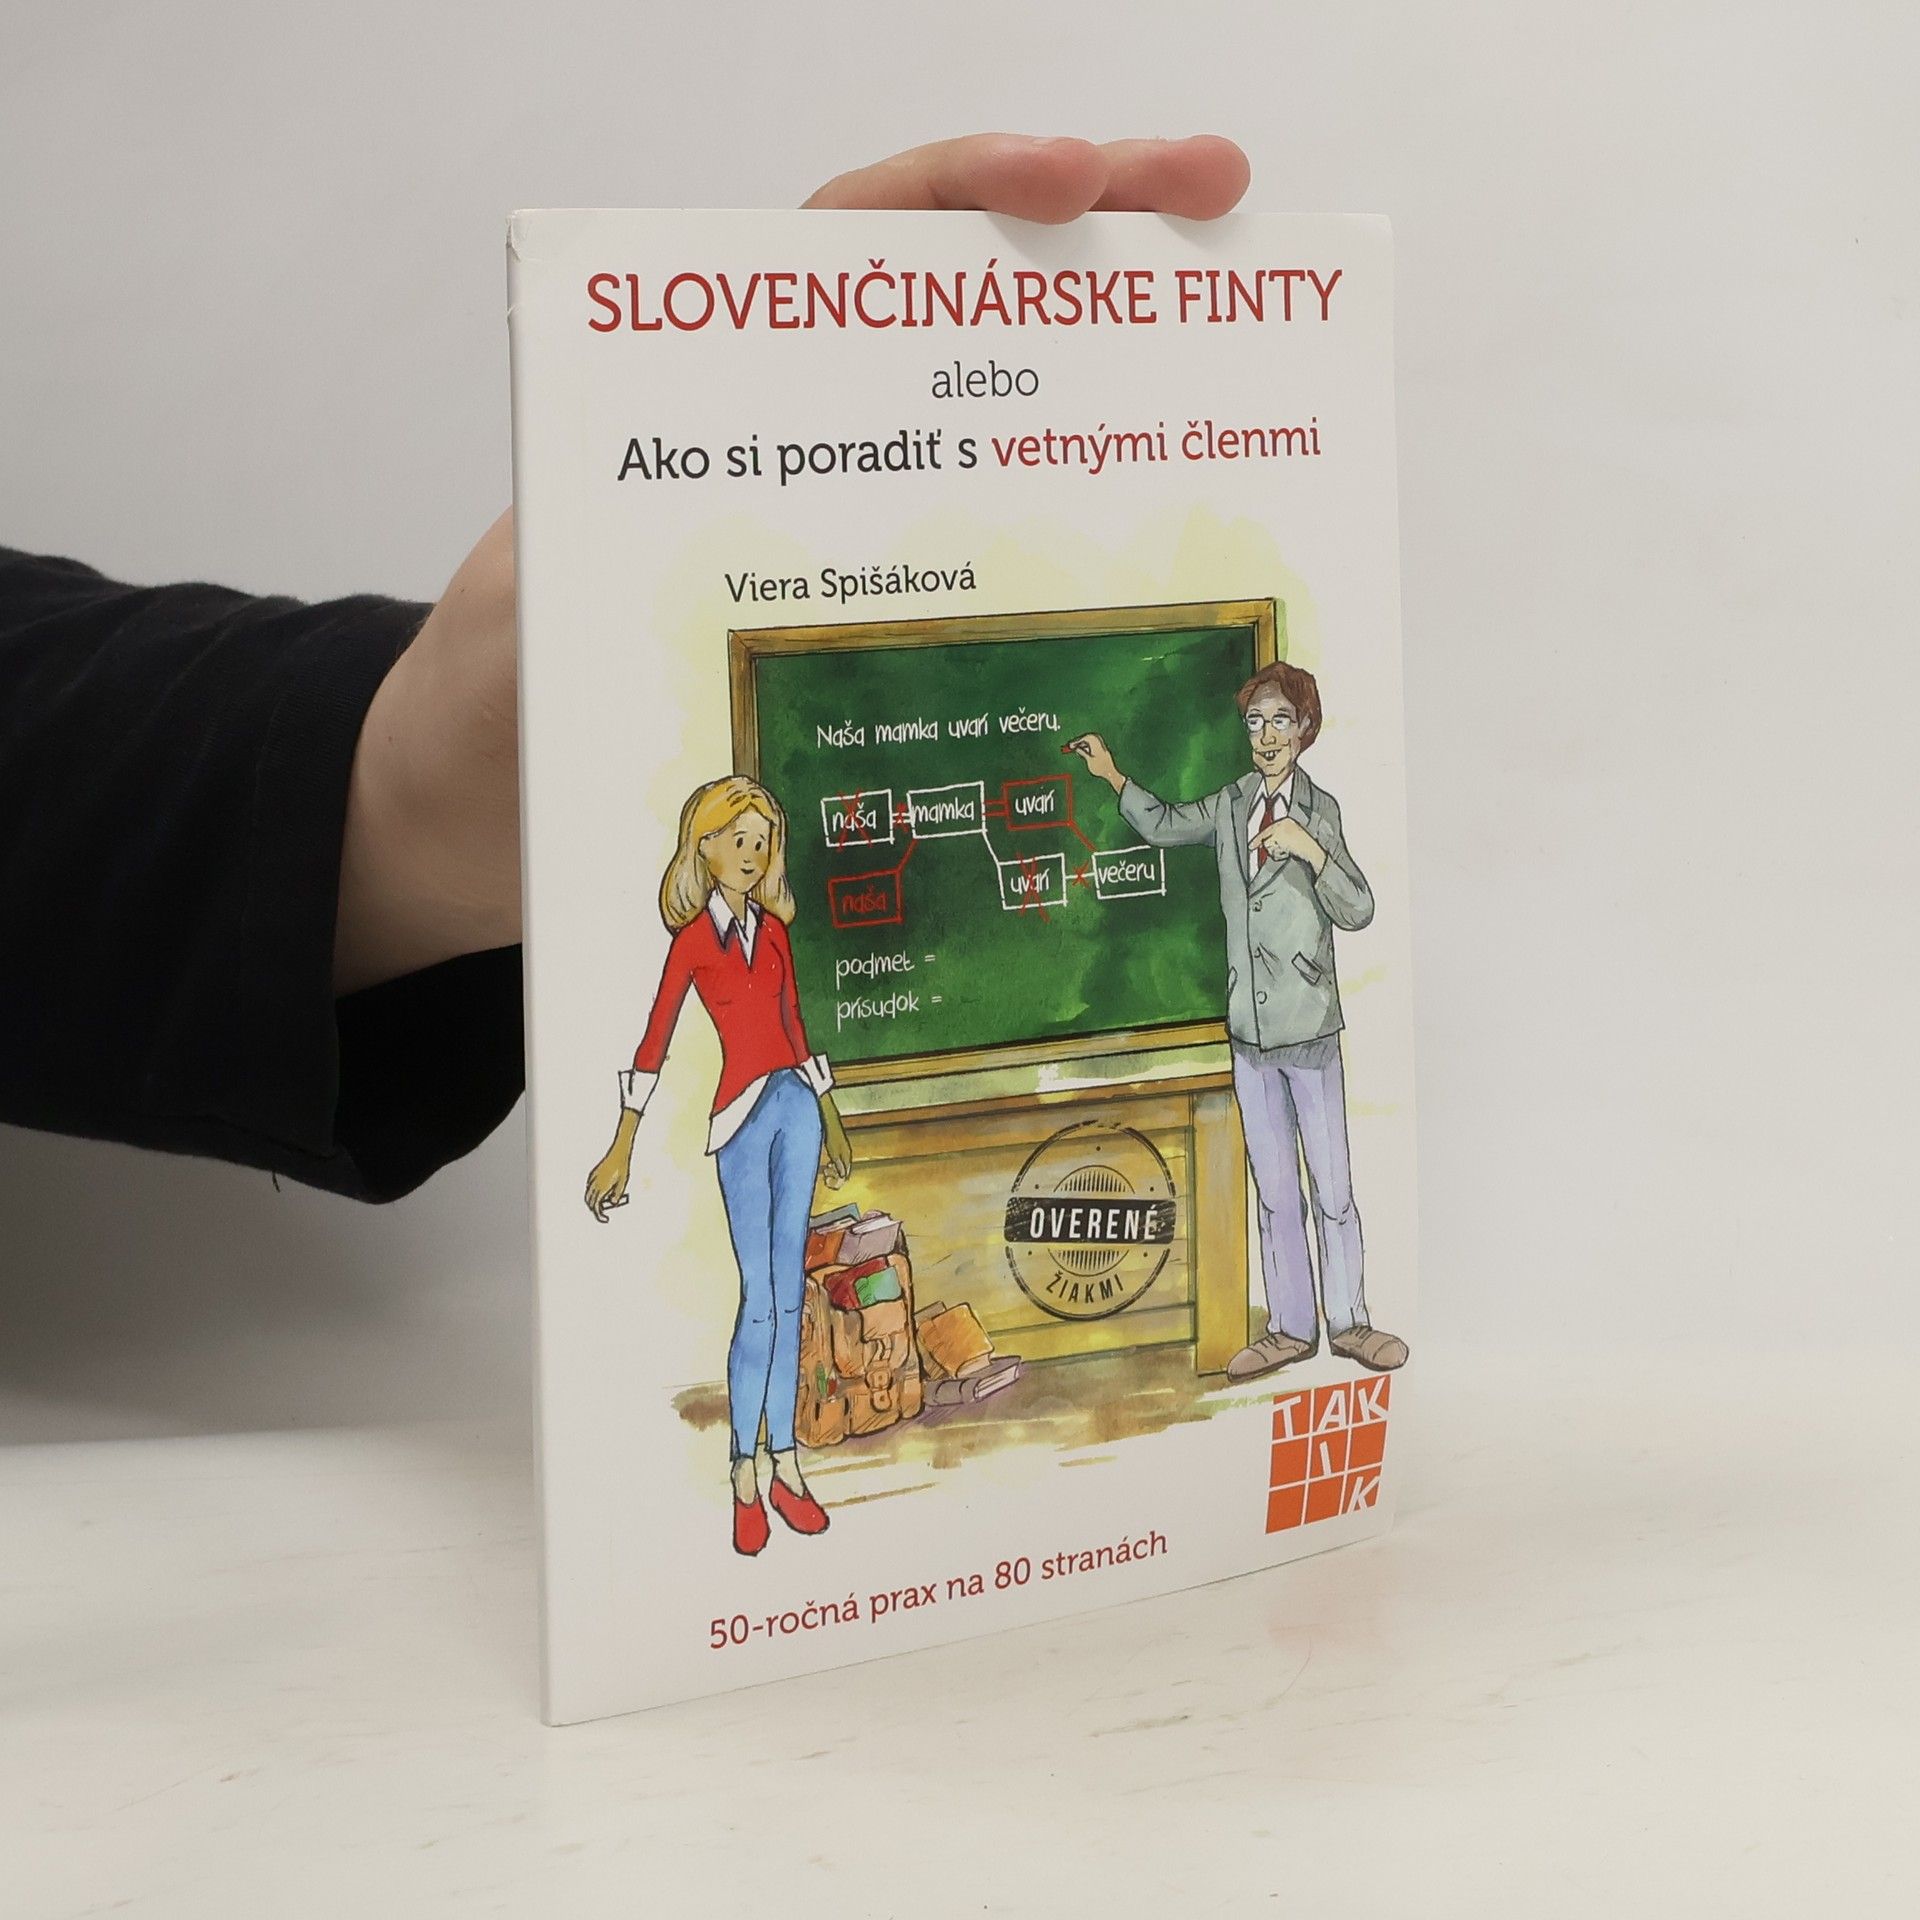 SLOVENČINÁRSKE FINTY
alebo
Ako si poradiť s vetnými členmi
Viera Spišáková
Naša mamka uvarí večeru.
naša mamka uvarí
naša uvarí večeru
podmet =
prísudok =
OVERENÉ
ŽIAKMI
TAK
I
K
50-ročná prax na 80 stranách